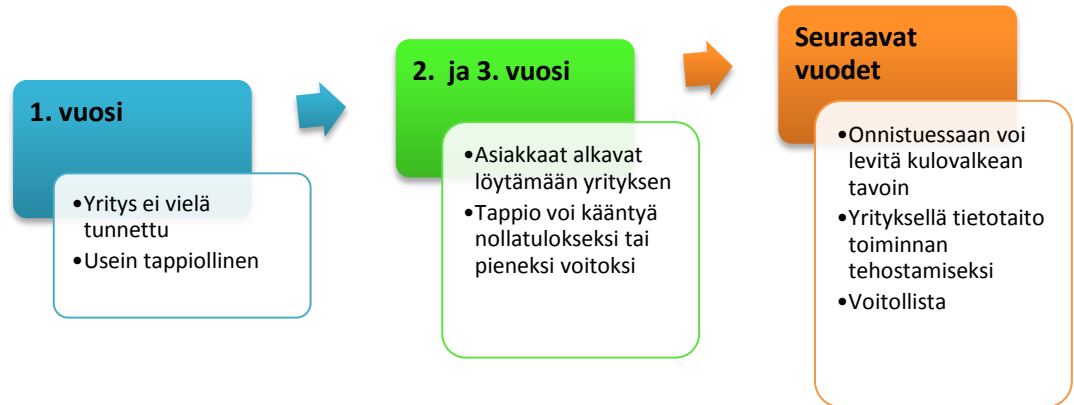 1. vuosi
•Yritys ei vielä
tunnettu
•Usein tappiollinen
2. ja 3. vuosi
•Asiakkaat alkavat
löytämään yrityksen
•Tappio voi kääntyä
nollatulokseksi tai
pieneksi voitoksi
Seuraavat
vuodet
•Onnistuessaan voi
levitä kulovalkean
tavoin
•Yrityksellä tietotaito
toiminnan
tehostamiseksi
•Voitollista